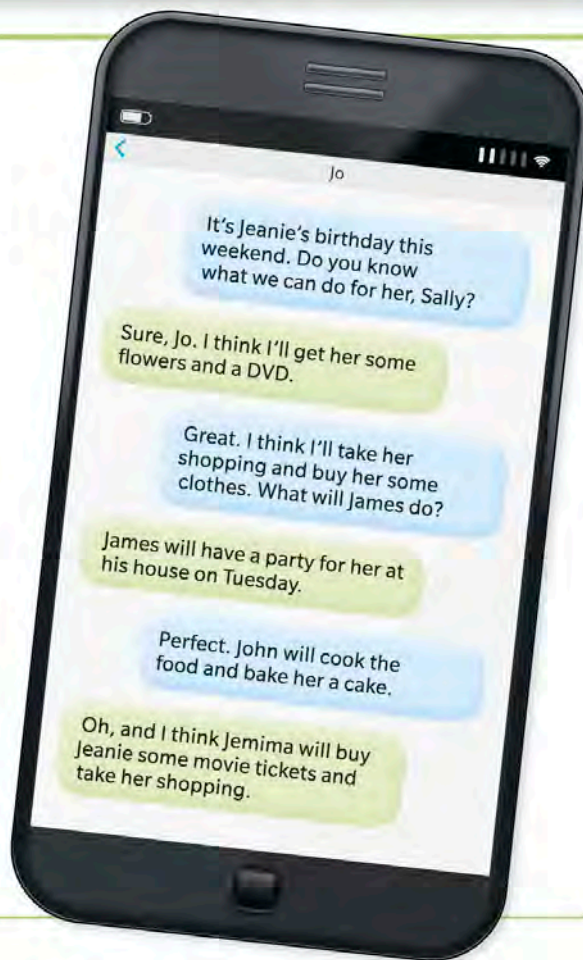 Jo
It's Jeanie's birthday this
weekend. Do you know
what we can do for her, Sally?
Sure, Jo. I think I'll get her some
flowers and a DVD.
Great. I think I'll take her
shopping and buy her some
clothes. What will James do?
James will have a party for her at
his house on Tuesday.
Perfect. John will cook the
food and bake her a cake.
Oh, and I think Jemima will buy
Jeanie some movie tickets and
take her shopping.